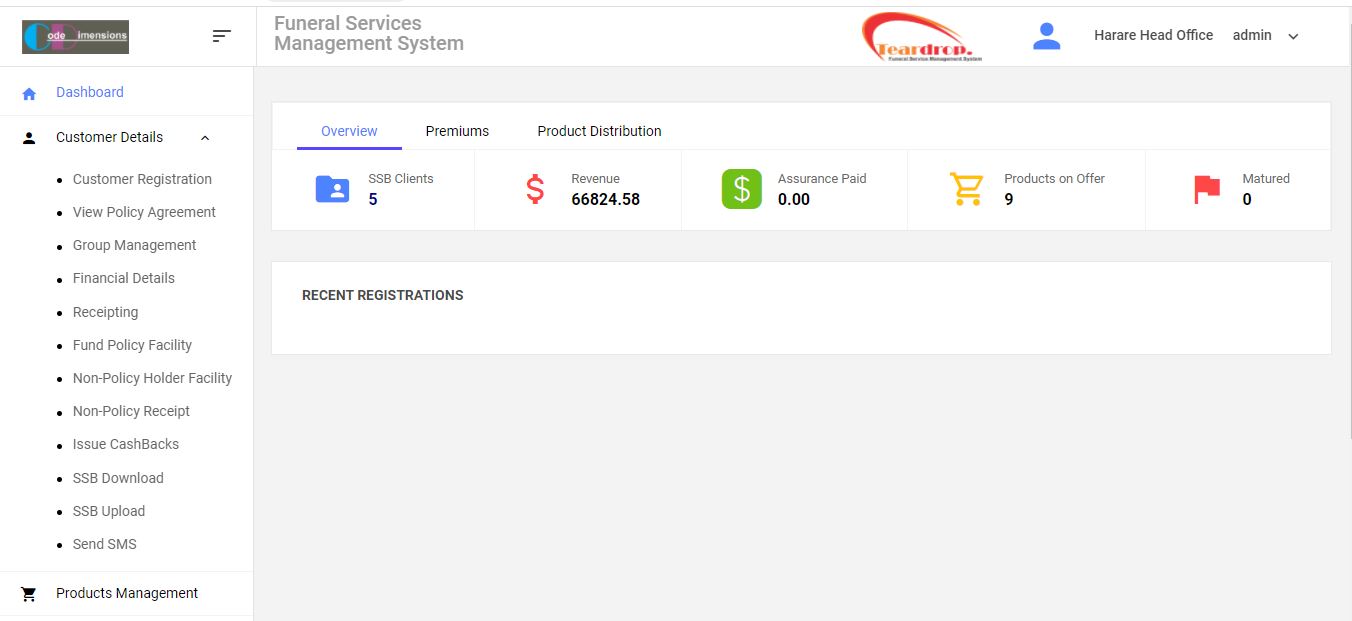 ode imensions
Funeral Services
Management System
Teardrop.
Funeral Service Management System
Harare Head Office
admin
Dashboard
Customer Details
Customer Registration
View Policy Agreement
Group Management
Financial Details
Receipting
Fund Policy Facility
Non-Policy Holder Facility
Non-Policy Receipt
Issue CashBacks
SSB Download
SSB Upload
Send SMS
Products Management
Overview
Premiums
Product Distribution
SSB Clients
5
Revenue
66824.58
Assurance Paid
0.00
Products on Offer
9
Matured
0
RECENT REGISTRATIONS